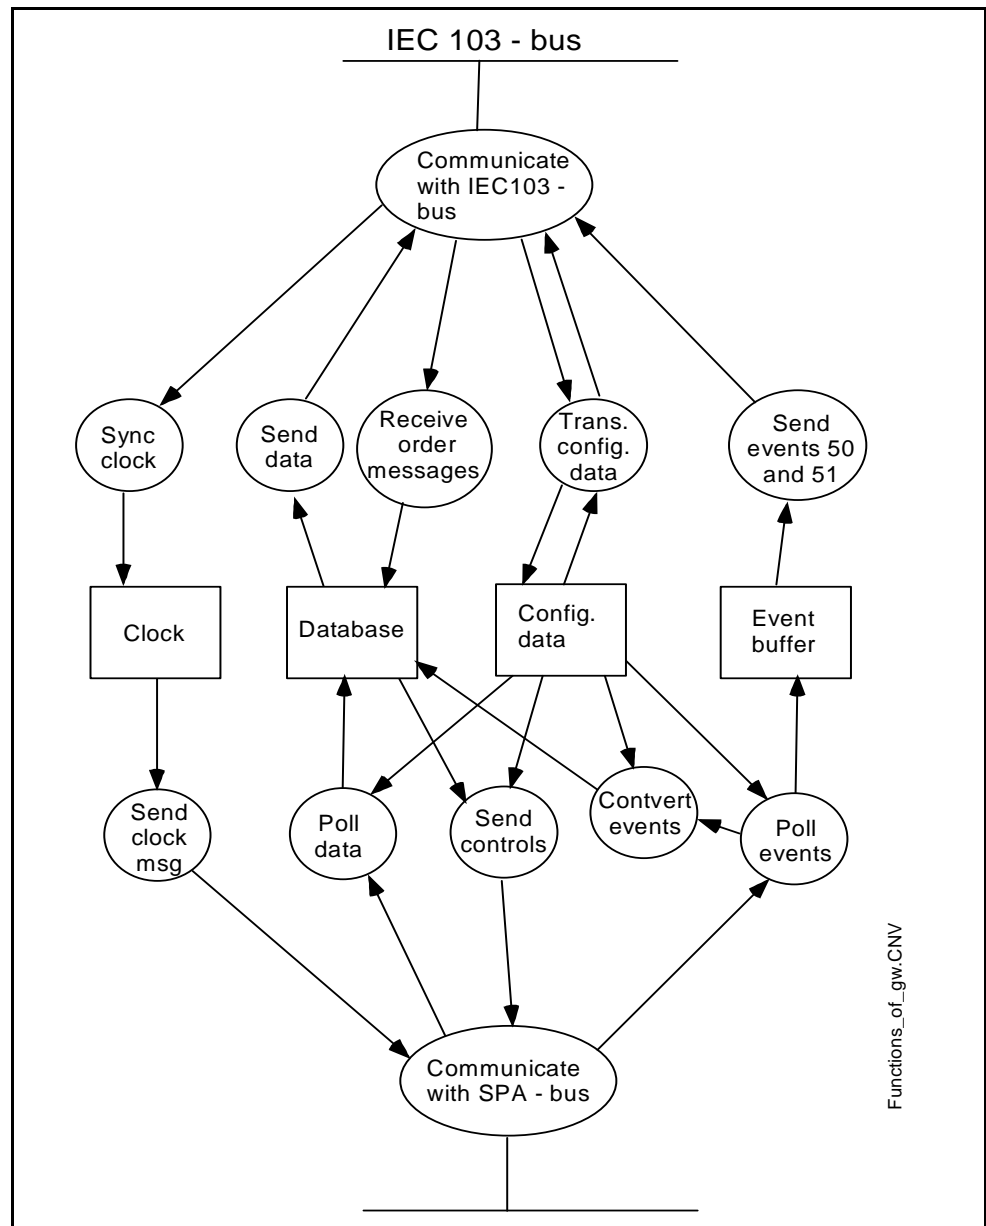 IEC 103 - bus
Communicate
with IEC103 -
bus
Sync
clock
Send
data
Receive
order
messages
Trans.
config.
data
Send
events 50
and 51
Clock
Database
Config.
data
Event
buffer
Send
clock
msg
Poll
data
Send
controls
Contvert
events
Poll
events
Communicate
with SPA - bus
Functions_of_gw.CNV